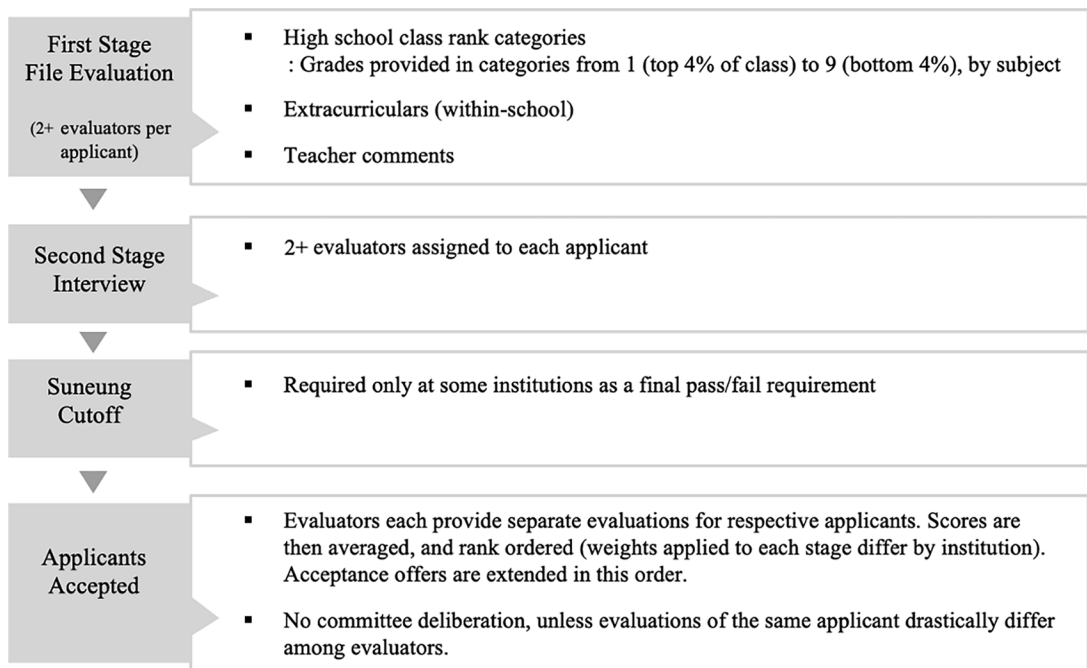 First Stage
File Evaluation
(2+ evaluators per
applicant)
▪ High school class rank categories
: Grades provided in categories from 1 (top 4% of class) to 9 (bottom 4%), by subject
▪ Extracurriculars (within-school)
▪ Teacher comments
Second Stage
Interview
▪ 2+ evaluators assigned to each applicant
Suneung
Cutoff
▪ Required only at some institutions as a final pass/fail requirement
Applicants
Accepted
▪ Evaluators each provide separate evaluations for respective applicants. Scores are
then averaged, and rank ordered (weights applied to each stage differ by institution).
Acceptance offers are extended in this order.
▪ No committee deliberation, unless evaluations of the same applicant drastically differ
among evaluators.